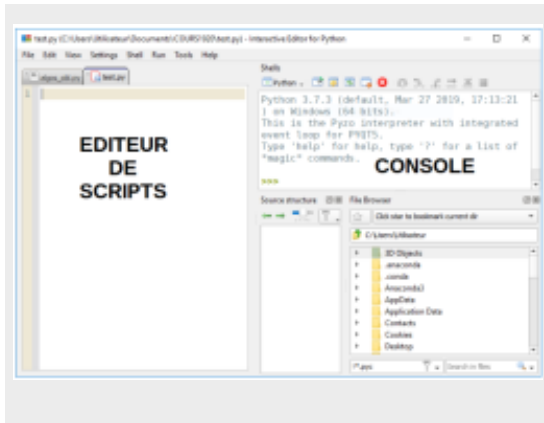 test.py (C:\Users\Utilisateur\Documents\COURS\ISD\test.py) - Interactive Editor for Python
File Edit View Settings Shell Run Tools Help
test.py
1
EDITEUR
DE
SCRIPTS
Shells
Python
Python 3.7.3 (default, Mar 27 2019, 17:13:21
) on Windows (64 bits).
This is the Pyzo interpreter with integrated
event loop for PYQT5.
Type 'help' for help, type '?' for a list of
*magic* commands.
CONSOLE
>>>
Source structure
File Browser
Click star to bookmark current dir
C:\Users\Utilisateur
3D Objects
.anaconda
.conda
Anaconda3
AppData
Application Data
Contacts
Cookies
Desktop
Search in files